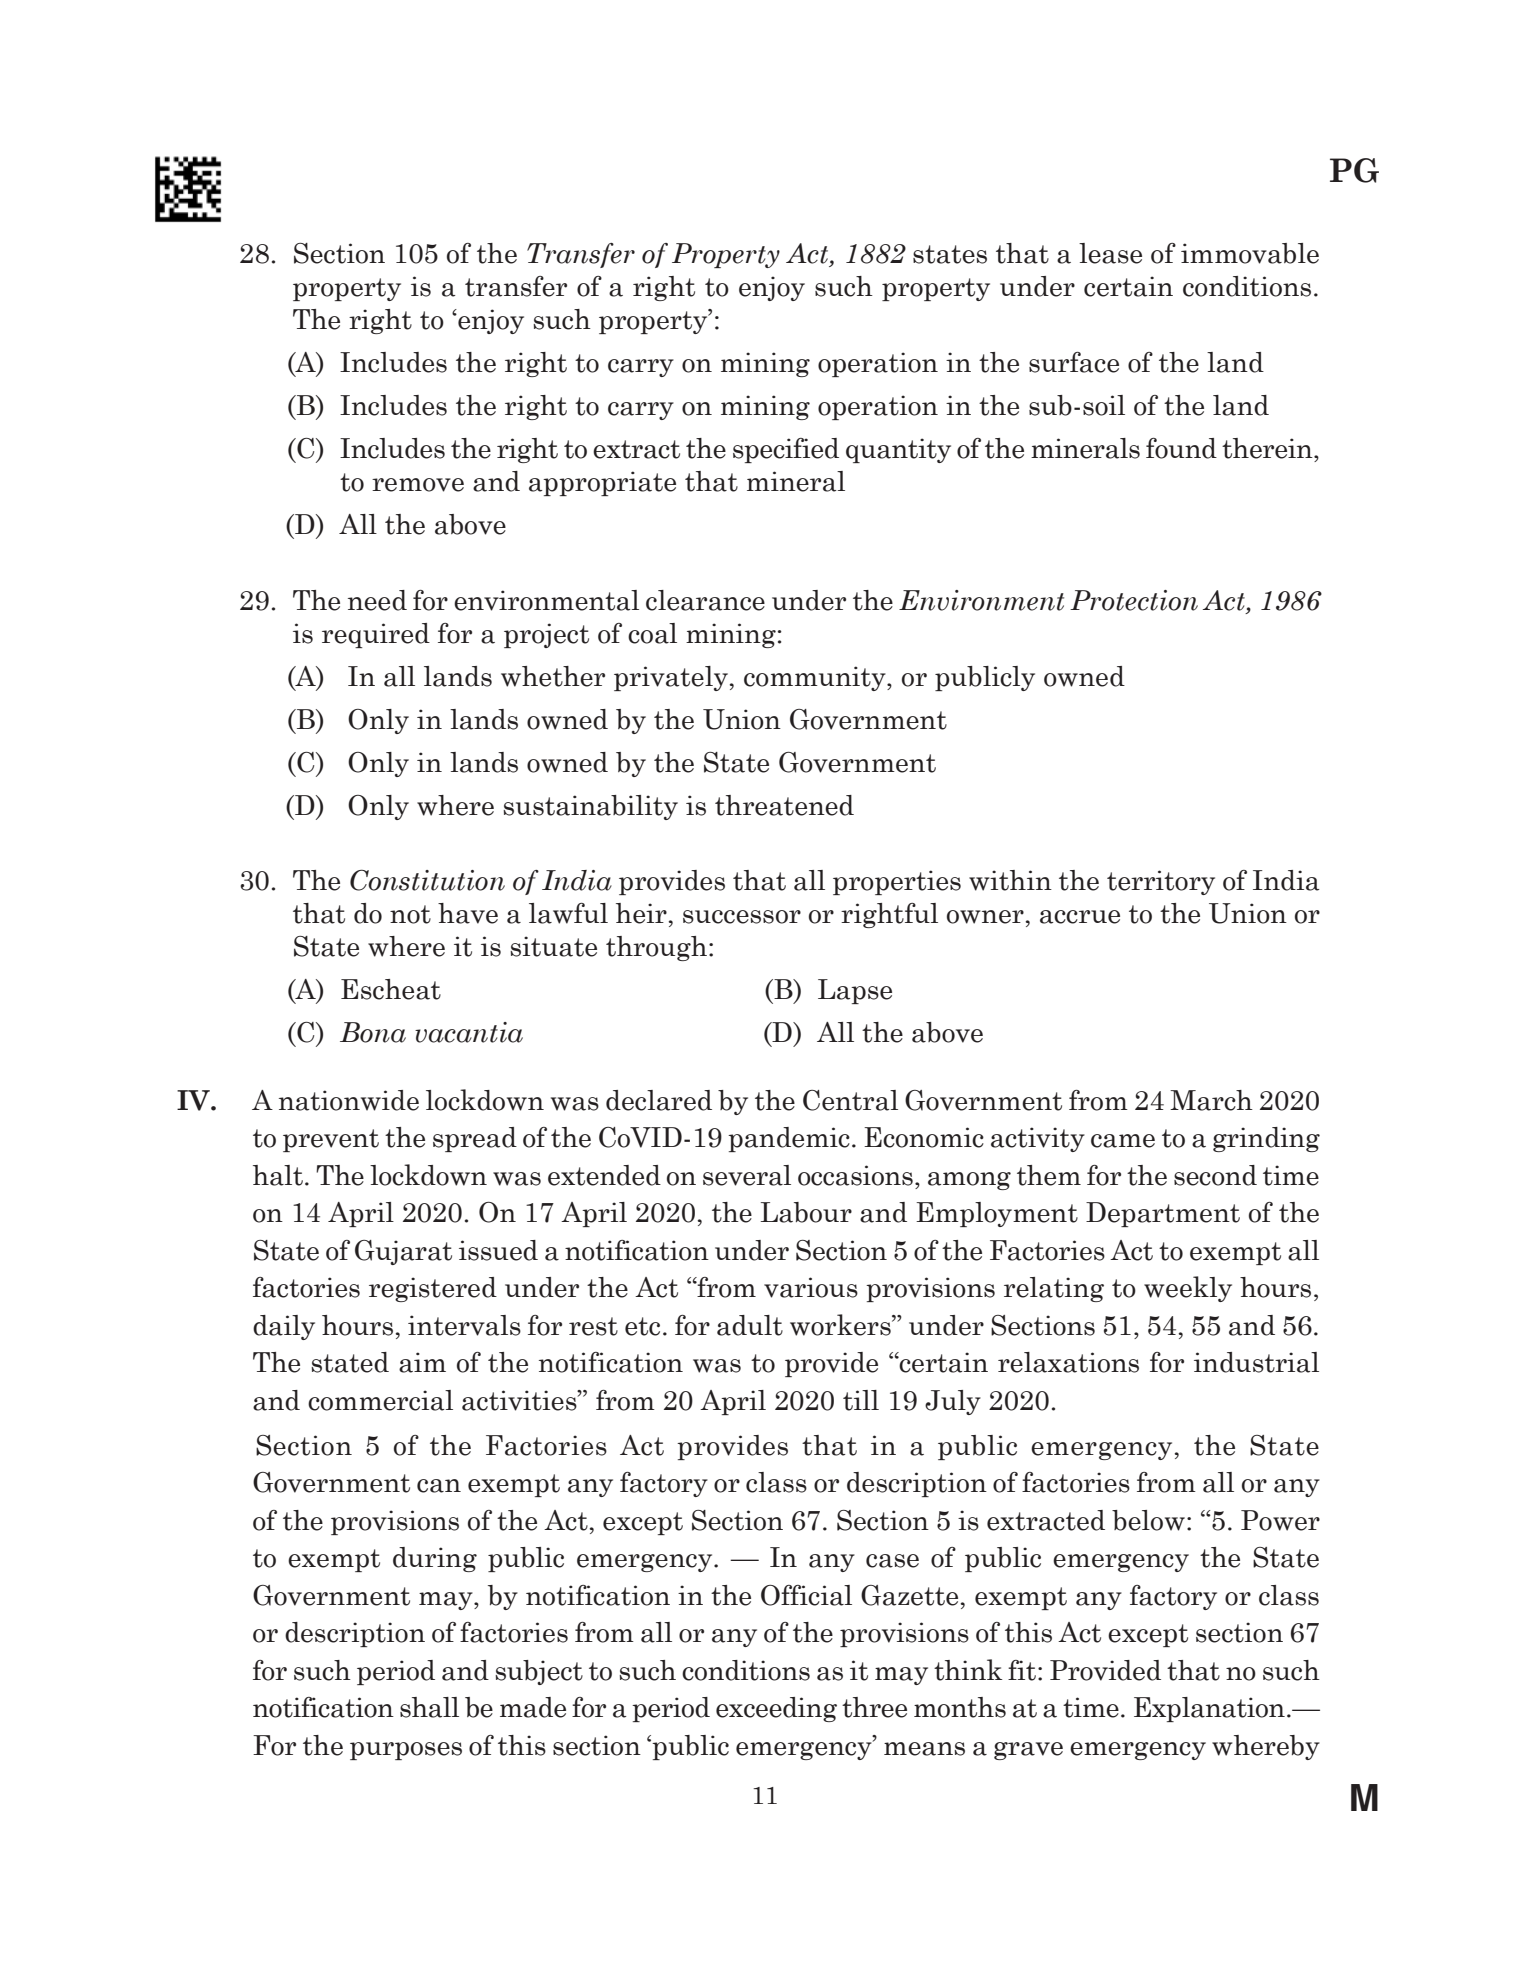 PG
28. Section 105 of the Transfer of Property Act, 1882 states that a lease of immovable
property is a transfer of a right to enjoy such property under certain conditions.
The right to ‘enjoy such property’:
(A) Includes the right to carry on mining operation in the surface of the land
(B) Includes the right to carry on mining operation in the sub-soil of the land
(C) Includes the right to extract the specified quantity of the minerals found therein,
to remove and appropriate that mineral
(D) All the above
29. The need for environmental clearance under the Environment Protection Act, 1986
is required for a project of coal mining:
(A) In all lands whether privately, community, or publicly owned
(B) Only in lands owned by the Union Government
(C) Only in lands owned by the State Government
(D) Only where sustainability is threatened
30. The Constitution of India provides that all properties within the territory of India
that do not have a lawful heir, successor or rightful owner, accrue to the Union or
State where it is situate through:
(A) Escheat (B) Lapse
(C) Bona vacantia (D) All the above
IV. A nationwide lockdown was declared by the Central Government from 24 March 2020
to prevent the spread of the CoVID-19 pandemic. Economic activity came to a grinding
halt. The lockdown was extended on several occasions, among them for the second time
on 14 April 2020. On 17 April 2020, the Labour and Employment Department of the
State of Gujarat issued a notification under Section 5 of the Factories Act to exempt all
factories registered under the Act “from various provisions relating to weekly hours,
daily hours, intervals for rest etc. for adult workers” under Sections 51, 54, 55 and 56.
The stated aim of the notification was to provide “certain relaxations for industrial
and commercial activities” from 20 April 2020 till 19 July 2020.
Section 5 of the Factories Act provides that in a public emergency, the State
Government can exempt any factory or class or description of factories from all or any
of the provisions of the Act, except Section 67. Section 5 is extracted below: “5. Power
to exempt during public emergency. — In any case of public emergency the State
Government may, by notification in the Official Gazette, exempt any factory or class
or description of factories from all or any of the provisions of this Act except section 67
for such period and subject to such conditions as it may think fit: Provided that no such
notification shall be made for a period exceeding three months at a time. Explanation.—
For the purposes of this section ‘public emergency’ means a grave emergency whereby
11
M